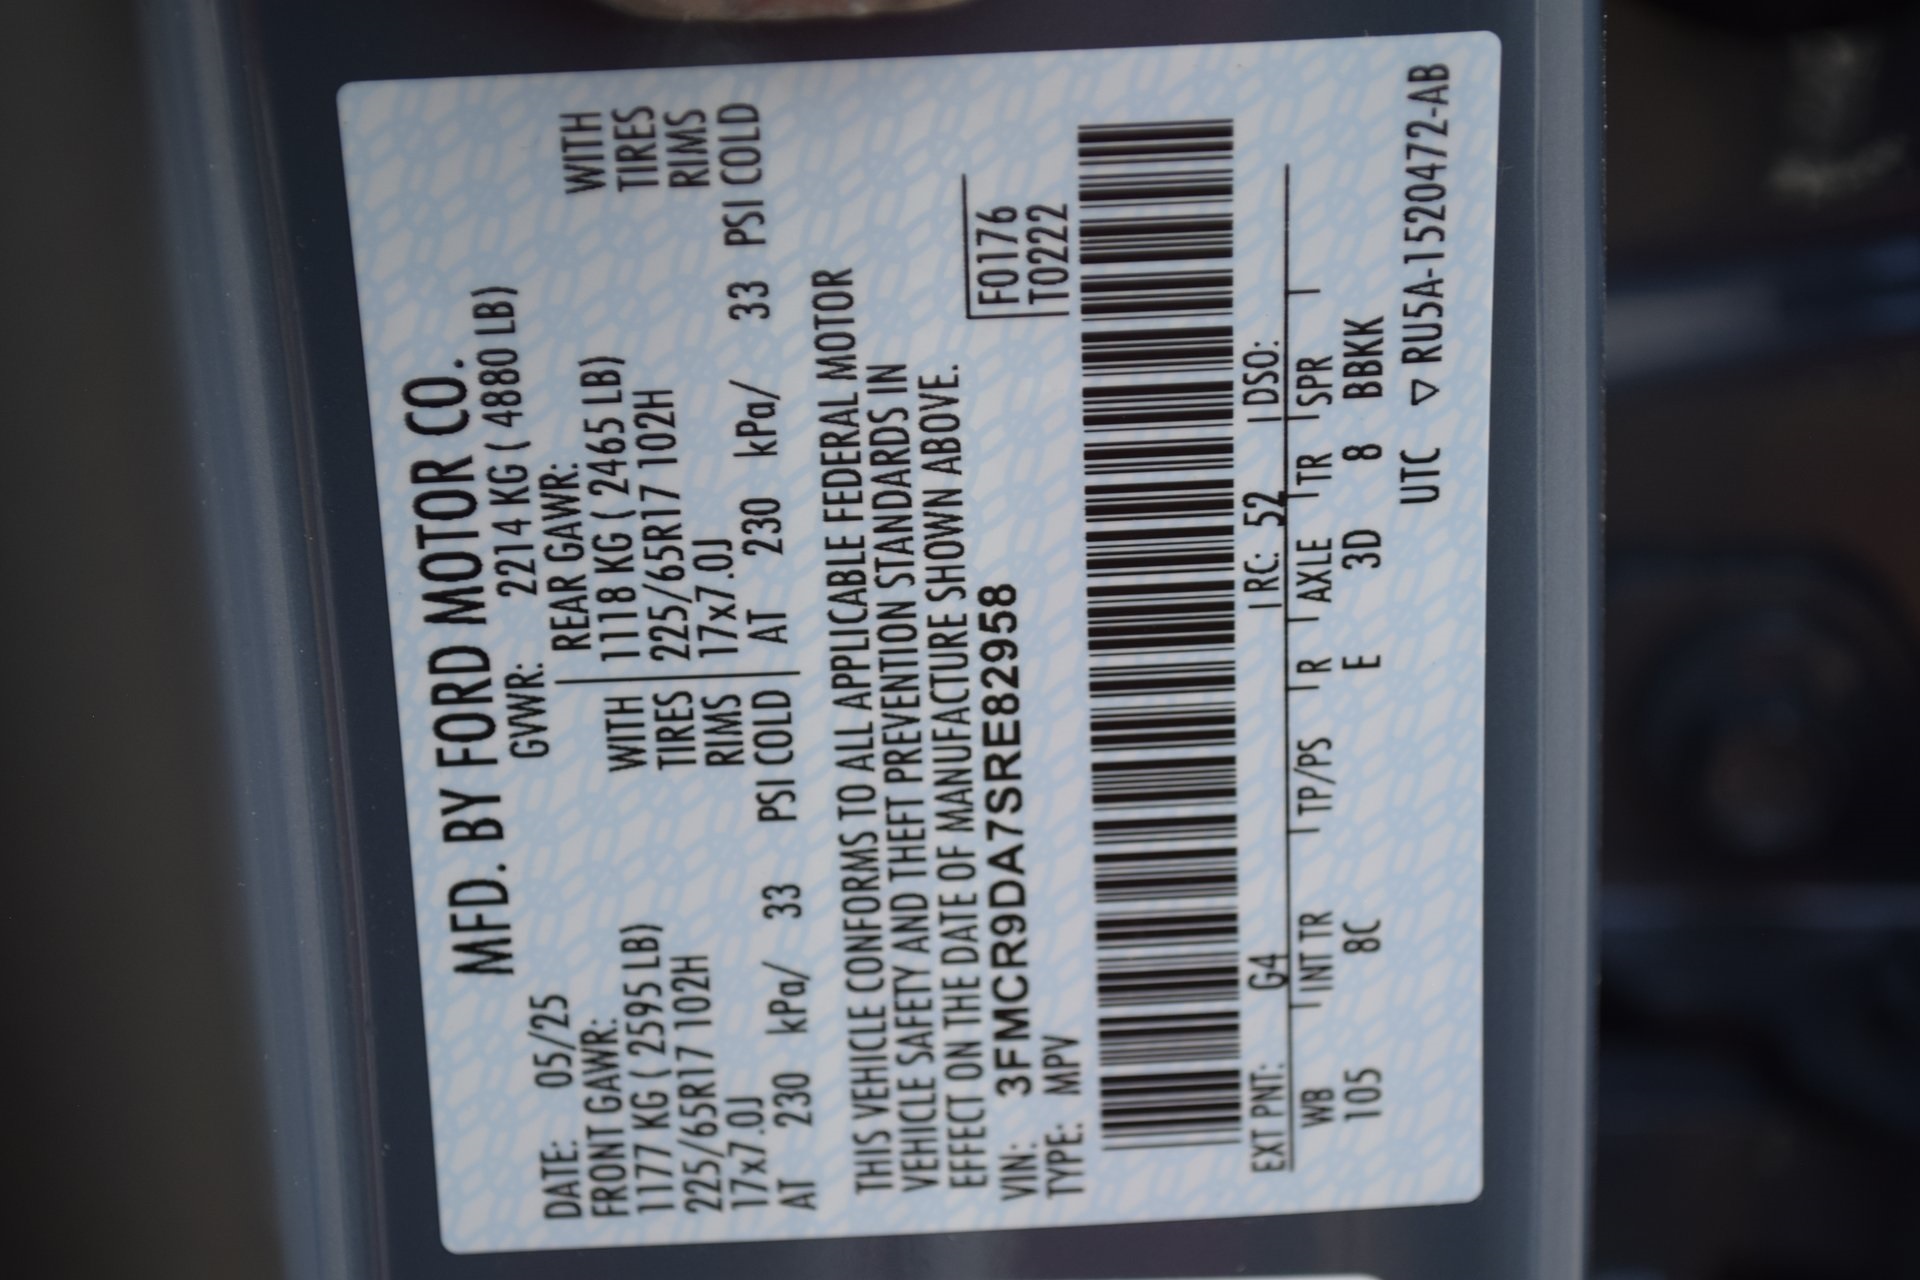 MFD. BY FORD MOTOR CO.
DATE: 05/25 GVWR: 2214 KG ( 4880 LB)
FRONT GAWR: REAR GAWR:
1177 KG ( 2595 LB) WITH 1118 KG ( 2465 LB) WITH
225/65R17 102H TIRES 225/65R17 102H TIRES
17x7.0J RIMS 17x7.0J RIMS
AT 230 kPa/ 33 PSI COLD AT 230 kPa/ 33 PSI COLD
THIS VEHICLE CONFORMS TO ALL APPLICABLE FEDERAL MOTOR
VEHICLE SAFETY AND THEFT PREVENTION STANDARDS IN
EFFECT ON THE DATE OF MANUFACTURE SHOWN ABOVE.
VIN: 3FMCR9DA7SRE82958 F0176
TYPE: MPV T0222
EXT PNT: G4 RC: 52 DSO:
WB INT TR TP/PS R AXLE TR SPR
105 8C E 3D 8 BBKK
UTC ▽ RU5A-1520472-AB